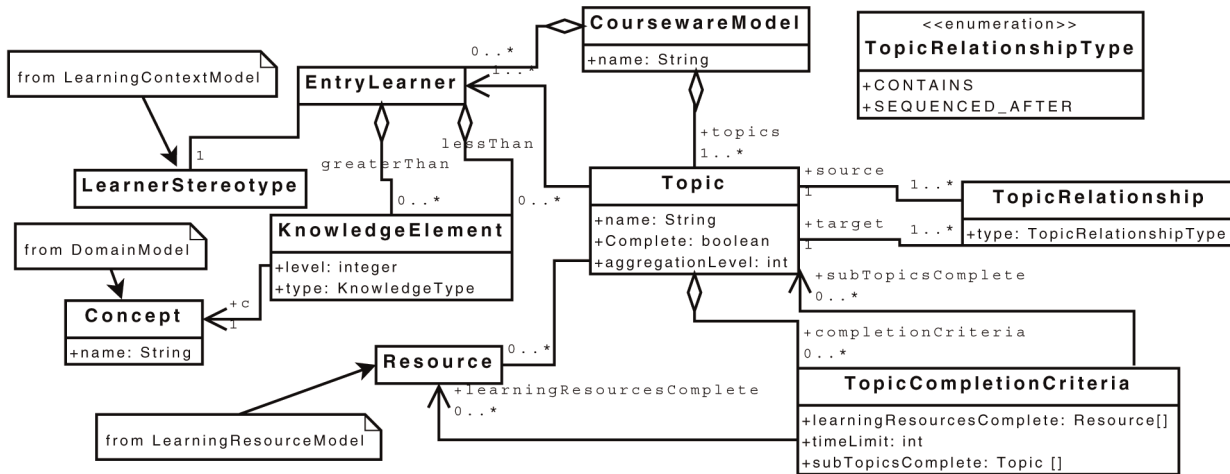 CoursewareModel
+name: String
<<enumeration>>
TopicRelationshipType
+CONTAINS
+SEQUENCED_AFTER
from LearningContextModel
0..*
1..*
EntryLearner
+topics
1..*
1
lessThan
greaterThan
LearnerStereotype
0..*
0..*
Topic
+name: String
+Complete: boolean
+aggregationLevel: int
+source
1
1..*
TopicRelationship
+type: TopicRelationshipType
+target
1
1..*
KnowledgeElement
+level: integer
+type: KnowledgeType
from DomainModel
+c
1
Concept
+name: String
+subTopicsComplete
0..*
+completionCriteria
0..*
Resource
0..*
+learningResourcesComplete
0..*
TopicCompletionCriteria
+learningResourcesComplete: Resource[]
+timeLimit: int
+subTopicsComplete: Topic []
from LearningResourceModel